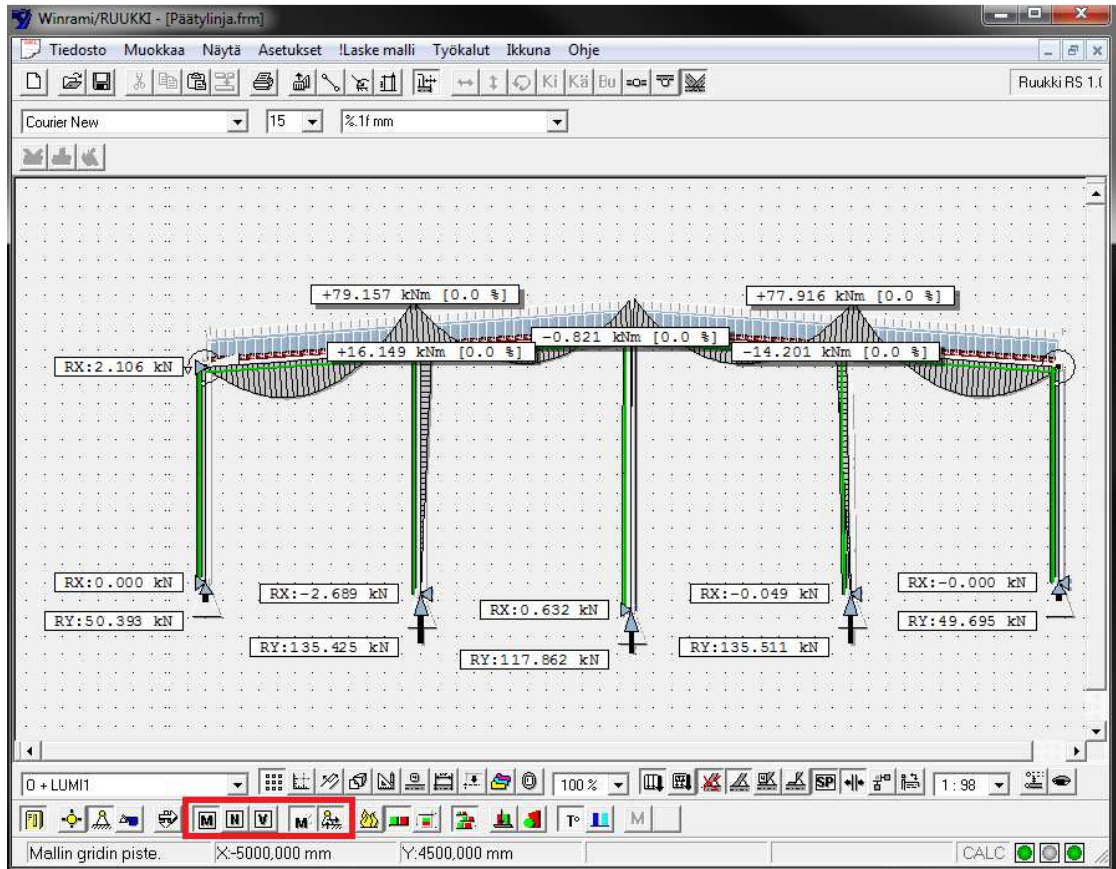 Winrami/RUUKKI - [Päätylinja.frm]
Tiedosto Muokkaa Näytä Asetukset !Laske malli Työkalut Ikkuna Ohje
Ki Kä Bu
Ruukki RS 1.(
Courier New 15 %.1f mm
+79.157 kNm [0.0 %]
+77.916 kNm [0.0 %]
-0.821 kNm [0.0 %]
+16.149 kNm [0.0 %]
-14.201 kNm [0.0 %]
RX:2.106 kN
RX:0.000 kN
RX:-2.689 kN
RX:0.632 kN
RX:-0.049 kN
RX:-0.000 kN
RY:50.393 kN
RY:135.425 kN
RY:117.862 kN
RY:135.511 kN
RY:49.695 kN
0 + LUMI1 100 % SP 1 : 98
M N V M T° M
Mallin gridin piste. X:-5000,000 mm Y:4500,000 mm CALC